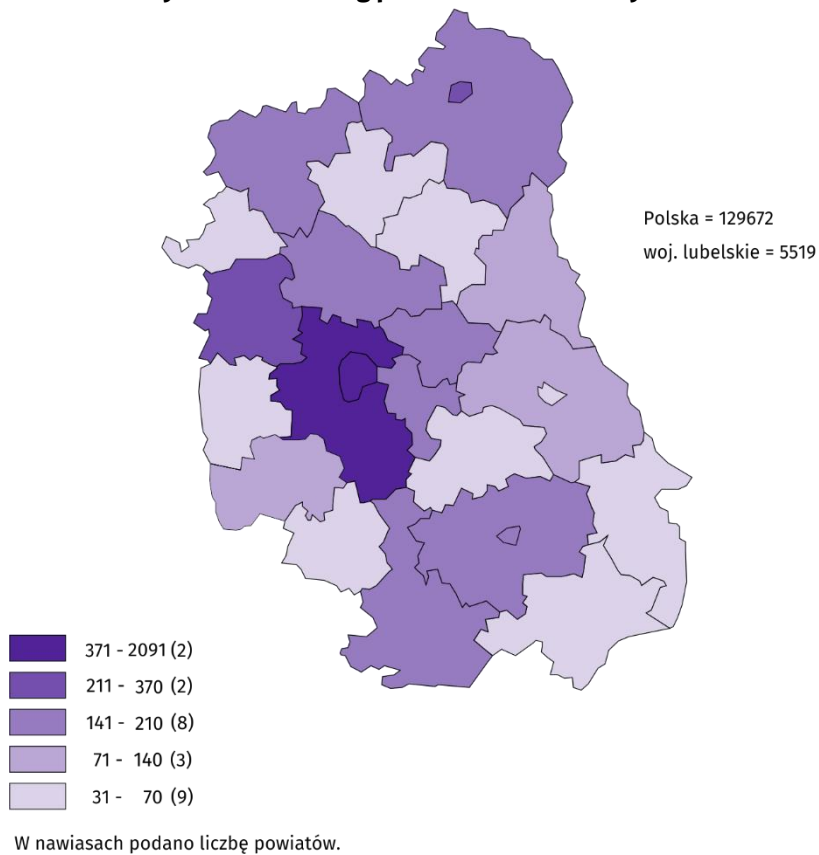 Polska = 129672
woj. lubelskie = 5519
371 - 2091 (2)
211 - 370 (2)
141 - 210 (8)
71 - 140 (3)
31 - 70 (9)
W nawiasach podano liczbę powiatów.